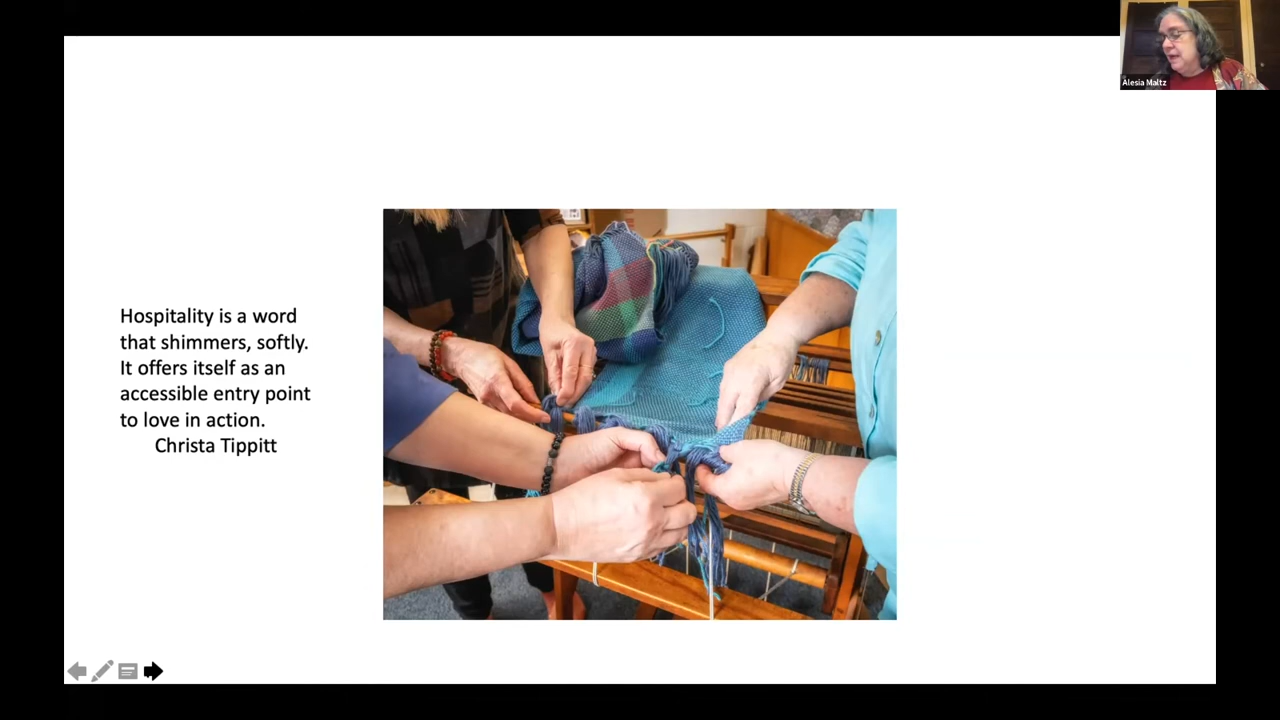 Alesia Maltz
Hospitality is a word
that shimmers, softly.
It offers itself as an
accessible entry point
to love in action.
Christa Tippitt